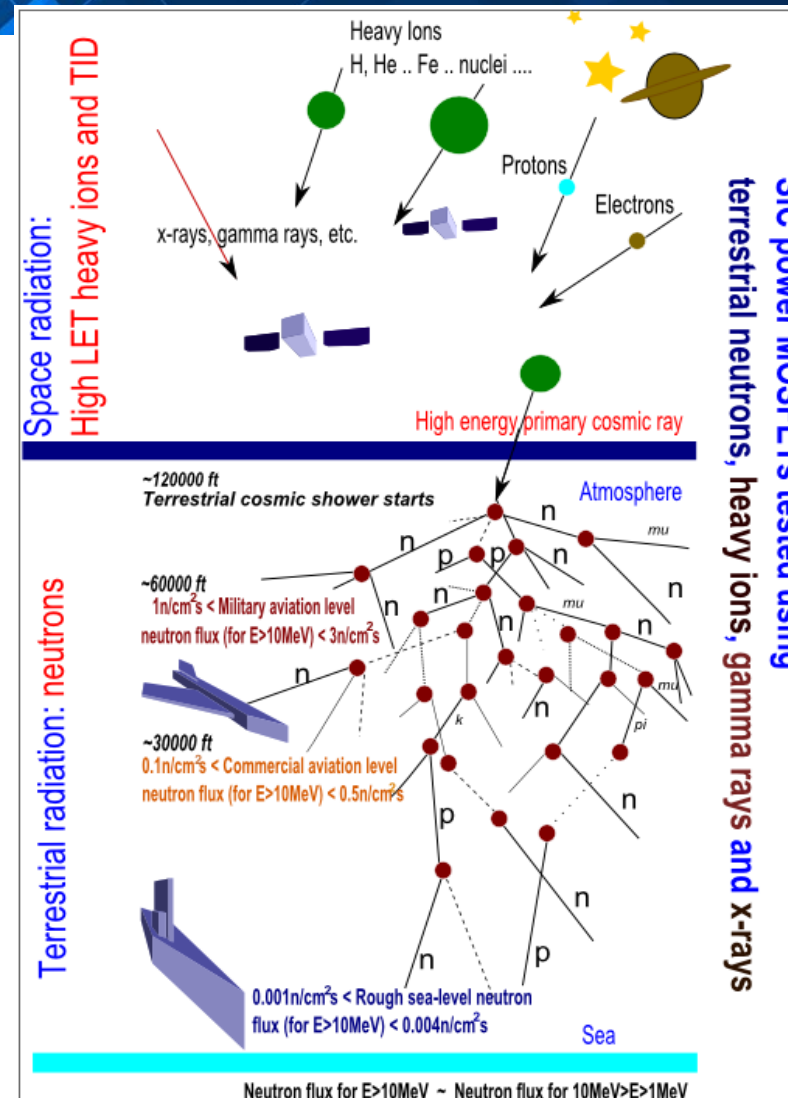 Heavy Ions
H, He .. Fe .. nuclei ....
Protons
Electrons
x-rays, gamma rays, etc.
Space radiation:
High LET heavy ions and TID
High energy primary cosmic ray
~120000 ft
Terrestrial cosmic shower starts
Atmosphere
n
n
mu
p
p
n
n
~60000 ft
1n/cm²s < Military aviation level
neutron flux (for E>10MeV) < 3n/cm²s
n
n
n
mu
n
n
mu
Terrestrial radiation: neutrons
~30000 ft
0.1n/cm²s < Commercial aviation level
neutron flux (for E>10MeV) < 0.5n/cm²s
k
n
pi
p
n
n
n
p
0.001n/cm²s < Rough sea-level neutron
flux (for E>10MeV) < 0.004n/cm²s
Sea
Neutron flux for E>10MeV ~ Neutron flux for 10MeV>E>1MeV
SiC power MOSFETs tested using
terrestrial neutrons, heavy ions, gamma rays and x-rays